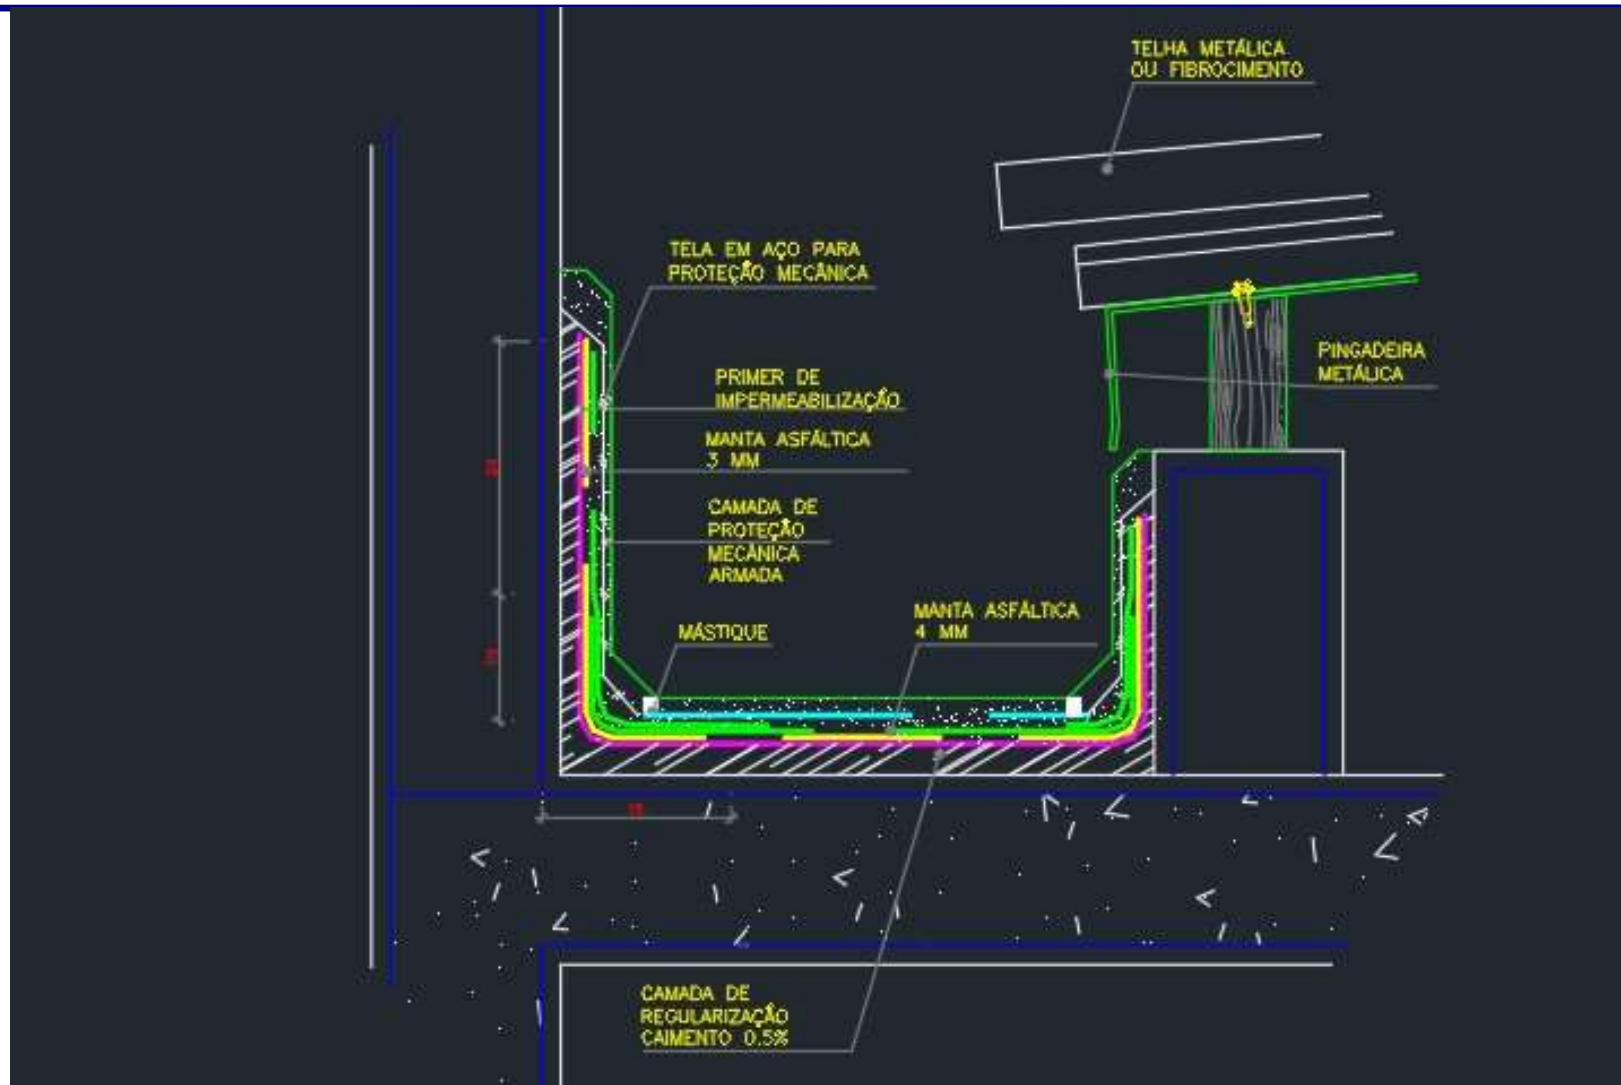 TELHA METÁLICA
OU FIBROCIMENTO
TELA EM AÇO PARA
PROTEÇÃO MECÂNICA
PINGADEIRA
METÁLICA
PRIMER DE
IMPERMEABILIZAÇÃO
MANTA ASFÁLTICA
3 MM
CAMADA DE
PROTEÇÃO
MECÂNICA
ARMADA
MANTA ASFÁLTICA
4 MM
MÁSTIQUE
CAMADA DE
REGULARIZAÇÃO
CAIMENTO 0.5%